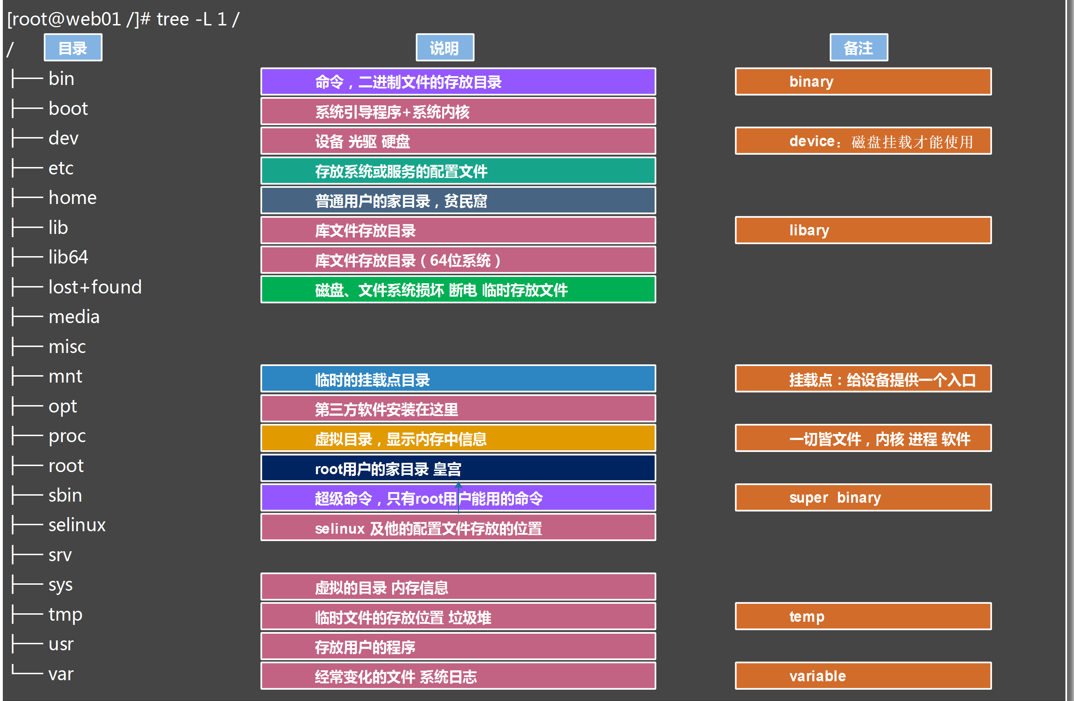 [root@web01 /]# tree -L 1 /
/ 目录 说明 备注
├── bin 命令，二进制文件的存放目录 binary
├── boot 系统引导程序+系统内核
├── dev 设备 光驱 硬盘 device：磁盘挂载才能使用
├── etc 存放系统或服务的配置文件
├── home 普通用户的家目录，贫民窟
├── lib 库文件存放目录 libary
├── lib64 库文件存放目录（64位系统）
├── lost+found 磁盘、文件系统损坏 断电 临时存放文件
├── media
├── misc
├── mnt 临时的挂载点目录 挂载点：给设备提供一个入口
├── opt 第三方软件安装在这里
├── proc 虚拟目录，显示内存中信息 一切皆文件，内核 进程 软件
├── root root用户的家目录 皇宫
├── sbin 超级命令，只有root用户能用的命令 super binary
├── selinux selinux 及他的配置文件存放的位置
├── srv
├── sys 虚拟的目录 内存信息
├── tmp 临时文件的存放位置 垃圾堆 temp
├── usr 存放用户的程序
└── var 经常变化的文件 系统日志 variable